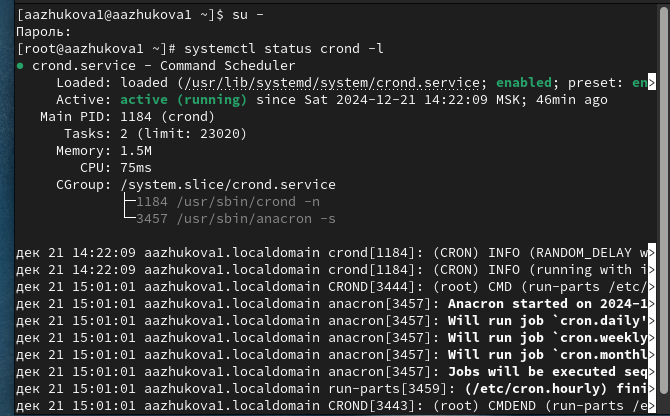 [aazhukova1@aazhukova1 ~]$ su -
Пароль:
[root@aazhukova1 ~]# systemctl status crond -l
● crond.service - Command Scheduler
Loaded: loaded (/usr/lib/systemd/system/crond.service; enabled; preset: en>
Active: active (running) since Sat 2024-12-21 14:22:09 MSK; 46min ago
Main PID: 1184 (crond)
Tasks: 2 (limit: 23020)
Memory: 1.5M
CPU: 75ms
CGroup: /system.slice/crond.service
├─1184 /usr/sbin/crond -n
└─3457 /usr/sbin/anacron -s
дек 21 14:22:09 aazhukova1.localdomain crond[1184]: (CRON) INFO (RANDOM_DELAY w>
дек 21 14:22:09 aazhukova1.localdomain crond[1184]: (CRON) INFO (running with i>
дек 21 15:01:01 aazhukova1.localdomain CROND[3444]: (root) CMD (run-parts /etc/>
дек 21 15:01:01 aazhukova1.localdomain anacron[3457]: Anacron started on 2024-1>
дек 21 15:01:01 aazhukova1.localdomain anacron[3457]: Will run job `cron.daily'>
дек 21 15:01:01 aazhukova1.localdomain anacron[3457]: Will run job `cron.weekly>
дек 21 15:01:01 aazhukova1.localdomain anacron[3457]: Will run job `cron.monthl>
дек 21 15:01:01 aazhukova1.localdomain anacron[3457]: Jobs will be executed seq>
дек 21 15:01:01 aazhukova1.localdomain run-parts[3459]: (/etc/cron.hourly) fini>
дек 21 15:01:01 aazhukova1.localdomain CROND[3443]: (root) CMDEND (run-parts /e>